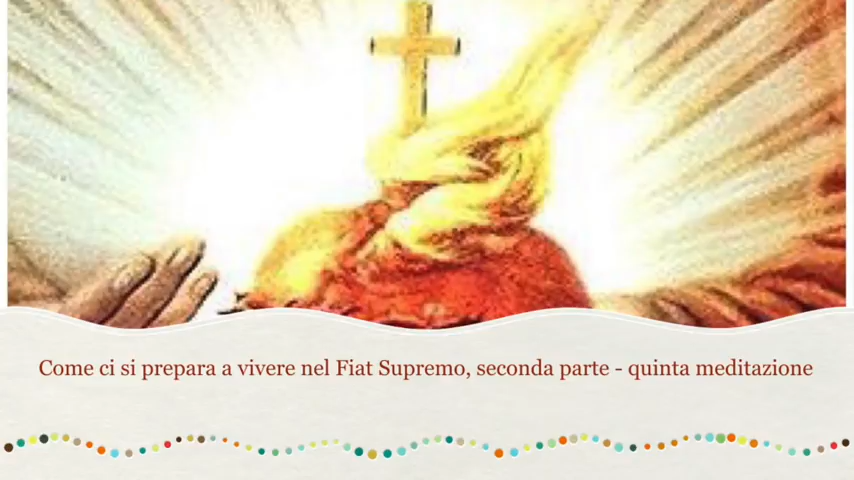 Come ci si prepara a vivere nel Fiat Supremo, seconda parte - quinta meditazione